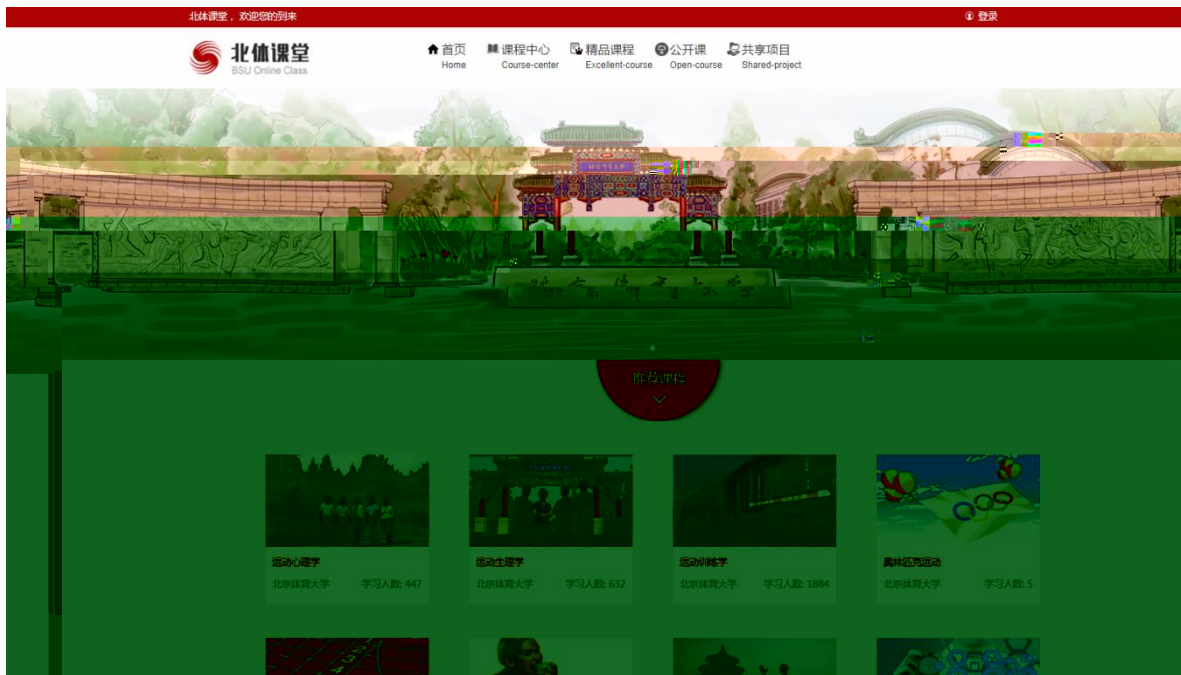 北体课堂，欢迎您的到来
登录
北体课堂
BSU Online Class
首页 课程中心 精品课程 公开课 共享项目
Home Course-center Excellent-course Open-course Shared-project
北京体育大学
推荐课程
运动心理学 运动生理学 运动训练学 奥林匹克运动
北京体育大学 学习人数: 447 北京体育大学 学习人数: 632 北京体育大学 学习人数: 1884 北京体育大学 学习人数: 5